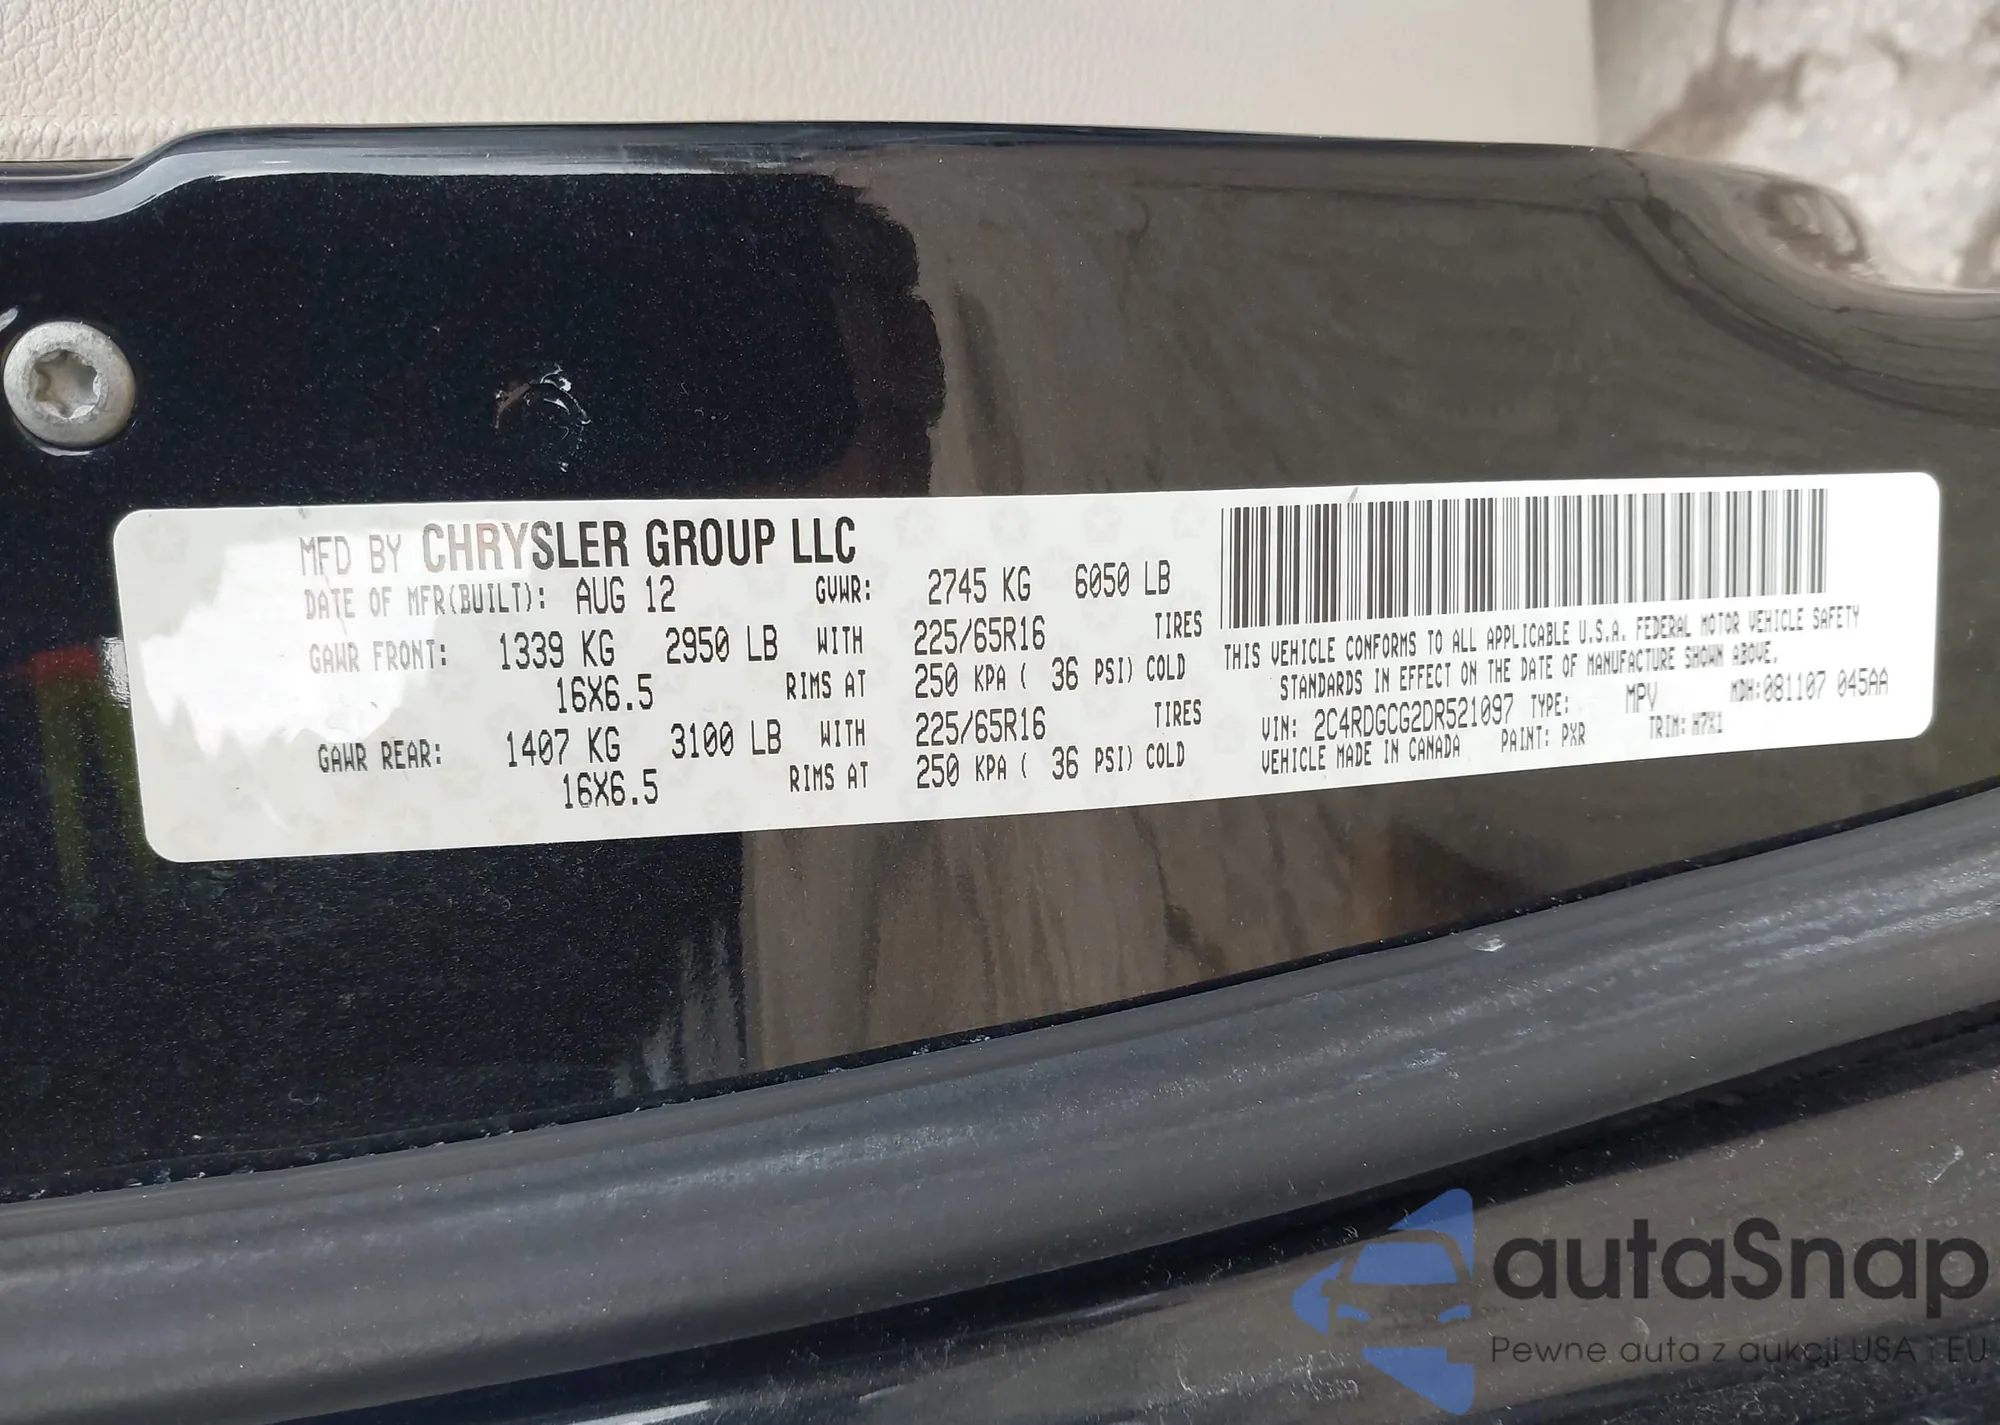 MFD BY CHRYSLER GROUP LLC
DATE OF MFR(BUILT): AUG 12 GVWR: 2745 KG 6050 LB
GAWR FRONT: 1339 KG 2950 LB WITH 225/65R16 TIRES
16X6.5 RIMS AT 250 KPA ( 36 PSI) COLD
GAWR REAR: 1407 KG 3100 LB WITH 225/65R16 TIRES
16X6.5 RIMS AT 250 KPA ( 36 PSI) COLD
THIS VEHICLE CONFORMS TO ALL APPLICABLE U.S.A. FEDERAL MOTOR VEHICLE SAFETY
STANDARDS IN EFFECT ON THE DATE OF MANUFACTURE SHOWN ABOVE.
VIN: 2C4RDGCG2DR521097 TYPE: MPV MDH:081107 045AA
VEHICLE MADE IN CANADA PAINT: PXR TRIM:
autaSnap
Pewne auta z aukcji USA i EU